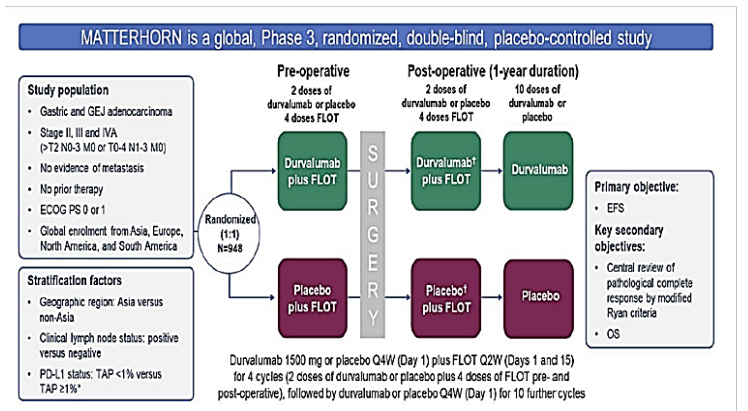 MATTERHORN is a global, Phase 3, randomized, double-blind, placebo-controlled study
Study population
• Gastric and GEJ adenocarcinoma
• Stage II, III and IVA
(>T2 N0-3 M0 or T0-4 N1-3 M0)
• No evidence of metastasis
• No prior therapy
• ECOG PS 0 or 1
• Global enrolment from Asia, Europe,
North America, and South America
Stratification factors
• Geographic region: Asia versus
non-Asia
• Clinical lymph node status: positive
versus negative
• PD-L1 status: TAP <1% versus
TAP ≥1%*
Randomized
(1:1)
N=948
Pre-operative
2 doses of
durvalumab or placebo
4 doses FLOT
Durvalumab
plus FLOT
Placebo
plus FLOT
SURGERY
Post-operative (1-year duration)
2 doses of
durvalumab or placebo
4 doses FLOT
10 doses of
durvalumab or
placebo
Durvalumab†
plus FLOT
Durvalumab
Placebo†
plus FLOT
Placebo
Primary objective:
• EFS
Key secondary
objectives:
• Central review of
pathological complete
response by modified
Ryan criteria
• OS
Durvalumab 1500 mg or placebo Q4W (Day 1) plus FLOT Q2W (Days 1 and 15)
for 4 cycles (2 doses of durvalumab or placebo plus 4 doses of FLOT pre- and
post-operative), followed by durvalumab or placebo Q4W (Day 1) for 10 further cycles